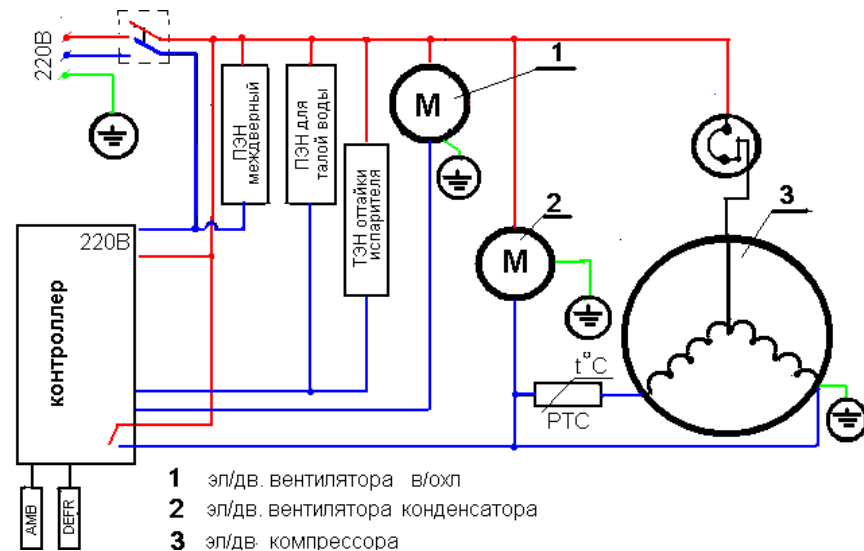 220В
ПЭН
междверный
ПЭН для
талой воды
ТЭН оттайки
испарителя
М
1
М
2
3
220В
контроллер
t°C
РТС
AMB
DEFR
1 эл/дв. вентилятора в/охл
2 эл/дв. вентилятора конденсатора
3 эл/дв. компрессора